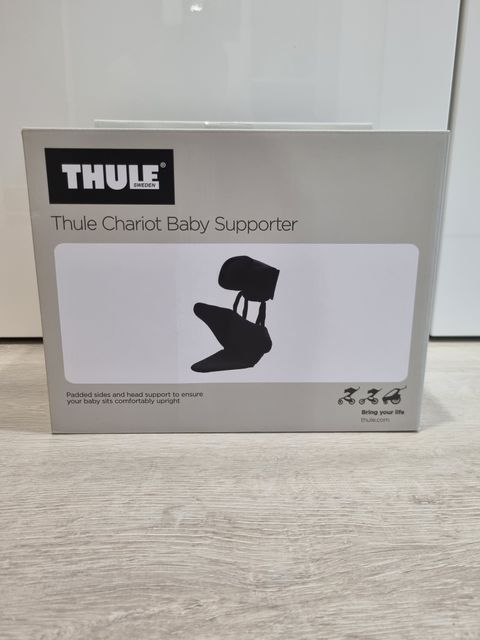 THULE®
SWEDEN
Thule Chariot Baby Supporter
Padded sides and head support to ensure
your baby sits comfortably upright
Bring your life
thule.com